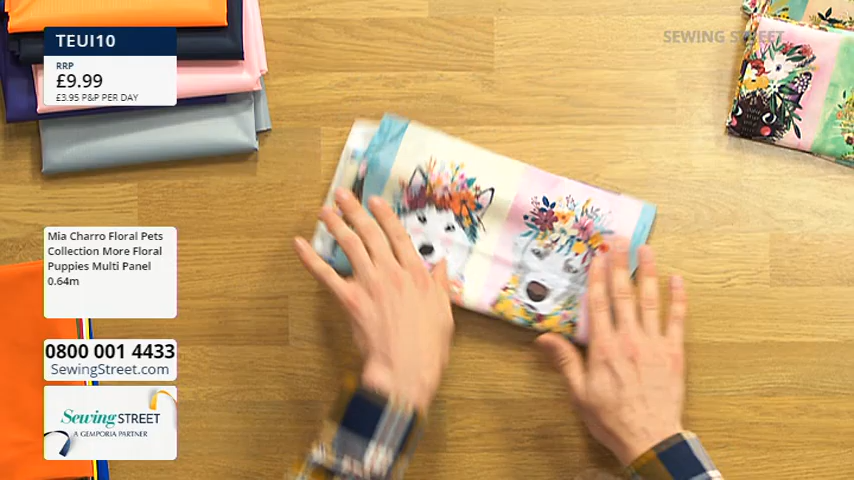 TEUI10
RRP
£9.99
£3.95 P&P PER DAY
SEWING STREET
Mia Charro Floral Pets
Collection More Floral
Puppies Multi Panel
0.64m
0800 001 4433
SewingStreet.com
Sewing STREET
A GEMPORIA PARTNER